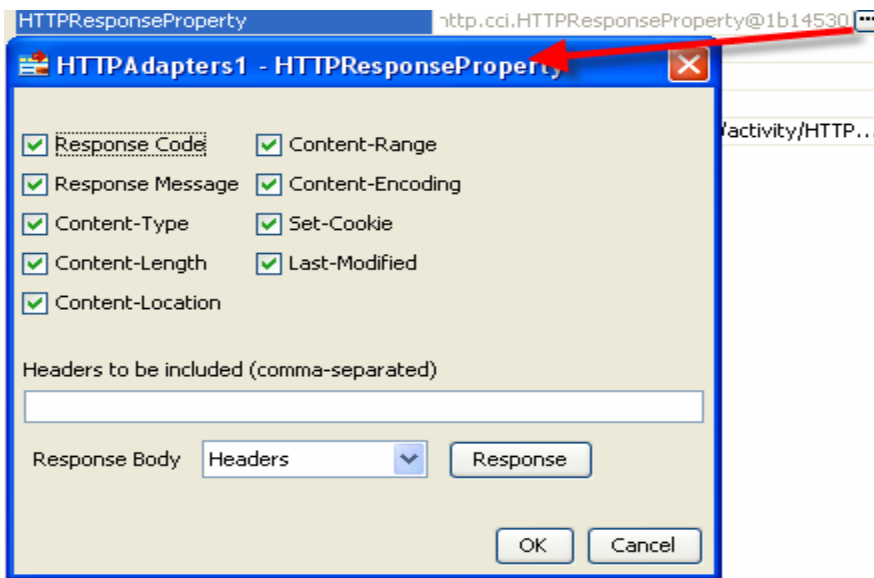 HTTPResponseProperty http.cci.HTTPResponseProperty@1b14530
HTTPAdapters1 - HTTPResponseProperty
/activity/HTTP...
Response Code Content-Range
Response Message Content-Encoding
Content-Type Set-Cookie
Content-Length Last-Modified
Content-Location
Headers to be included (comma-separated)
Response Body Headers Response
OK Cancel